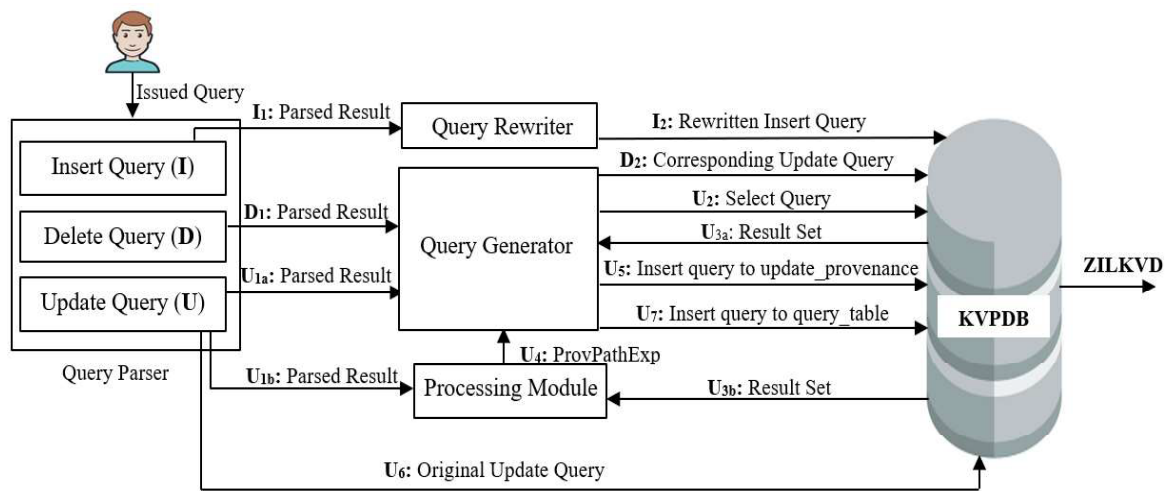 Issued Query
I₁: Parsed Result
Query Rewriter
I₂: Rewritten Insert Query
Insert Query (I)
D₂: Corresponding Update Query
U₂: Select Query
D₁: Parsed Result
Delete Query (D)
Query Generator
U₃ₐ: Result Set
U₁ₐ: Parsed Result
U₅: Insert query to update_provenance
ZILKVD
Update Query (U)
KVPDB
U₇: Insert query to query_table
Query Parser
U₄: ProvPathExp
U₁b: Parsed Result
Processing Module
U₃b: Result Set
U₆: Original Update Query